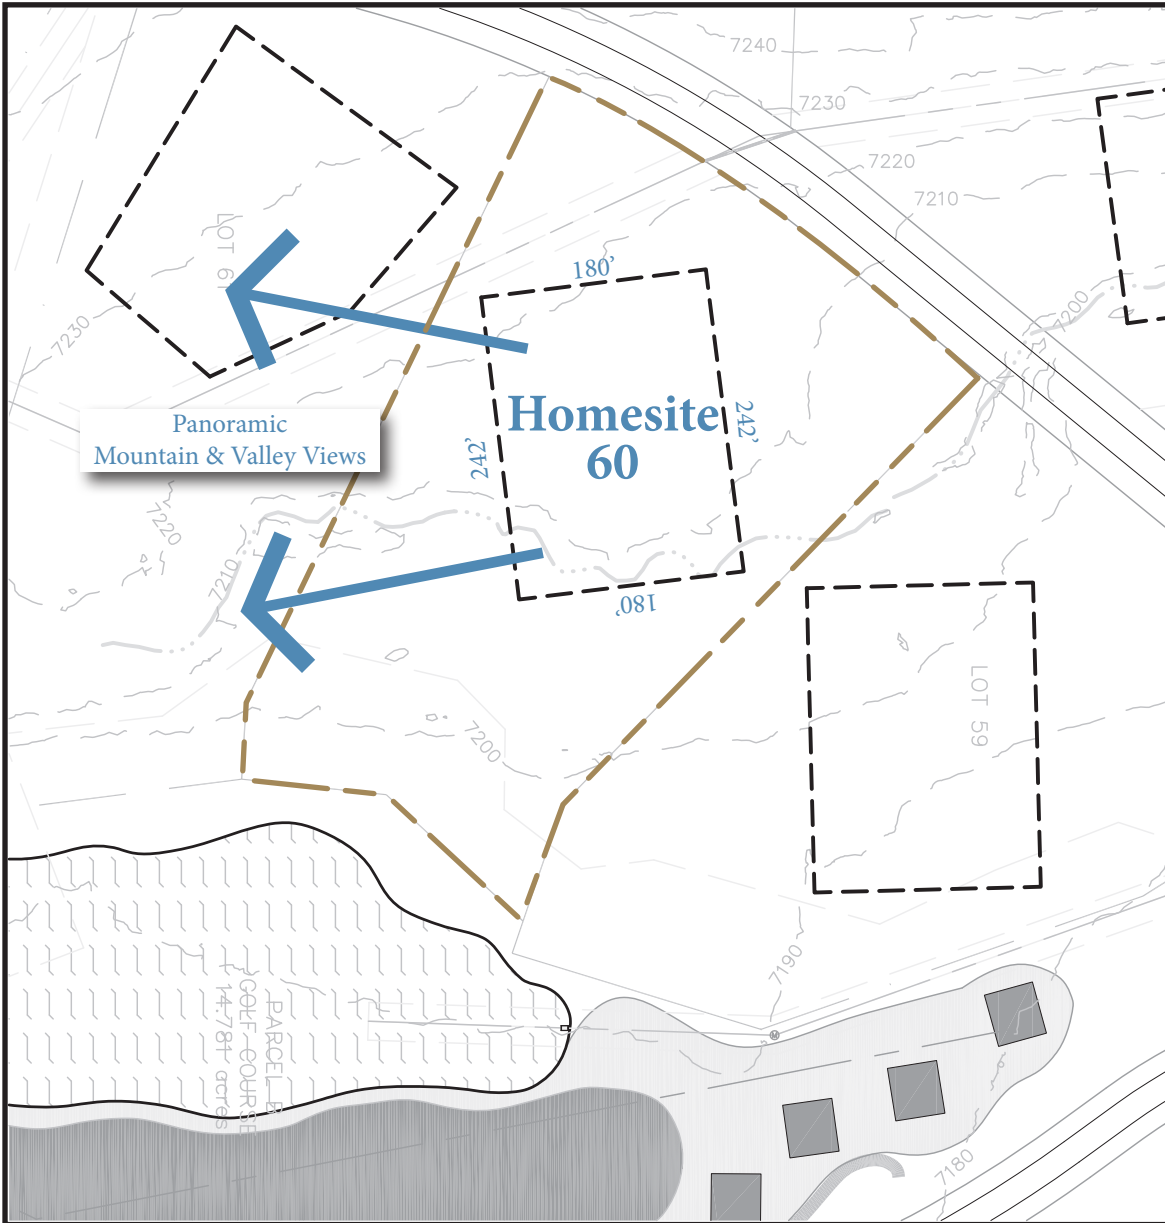 7240
7230
7220
7210
LOT 61
180’
7200
7230
Panoramic
Mountain & Valley Views
Homesite
60
242’
242’
7220
7210
180’
LOT 59
7200
7190
PARCEL
GOLF COURSE
14.781 acres
7180